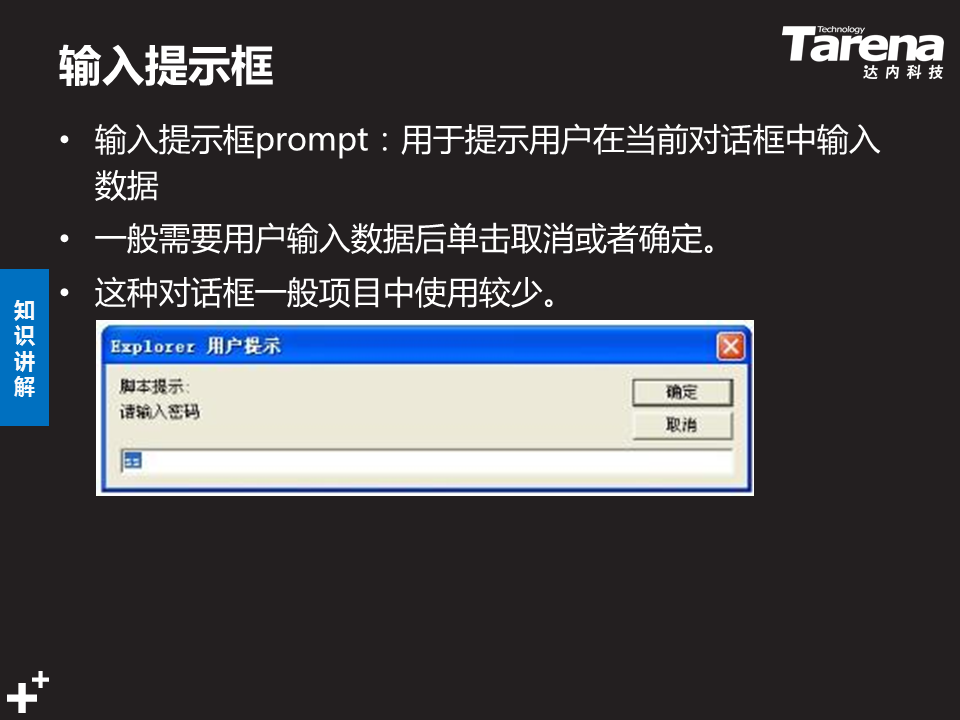 输入提示框
Technology
Tarena
达内科技
• 输入提示框prompt：用于提示用户在当前对话框中输入
数据
• 一般需要用户输入数据后单击取消或者确定。
• 这种对话框一般项目中使用较少。
知
识
讲
解
Explorer 用户提示
脚本提示:
请输入密码
确定
取消
ss